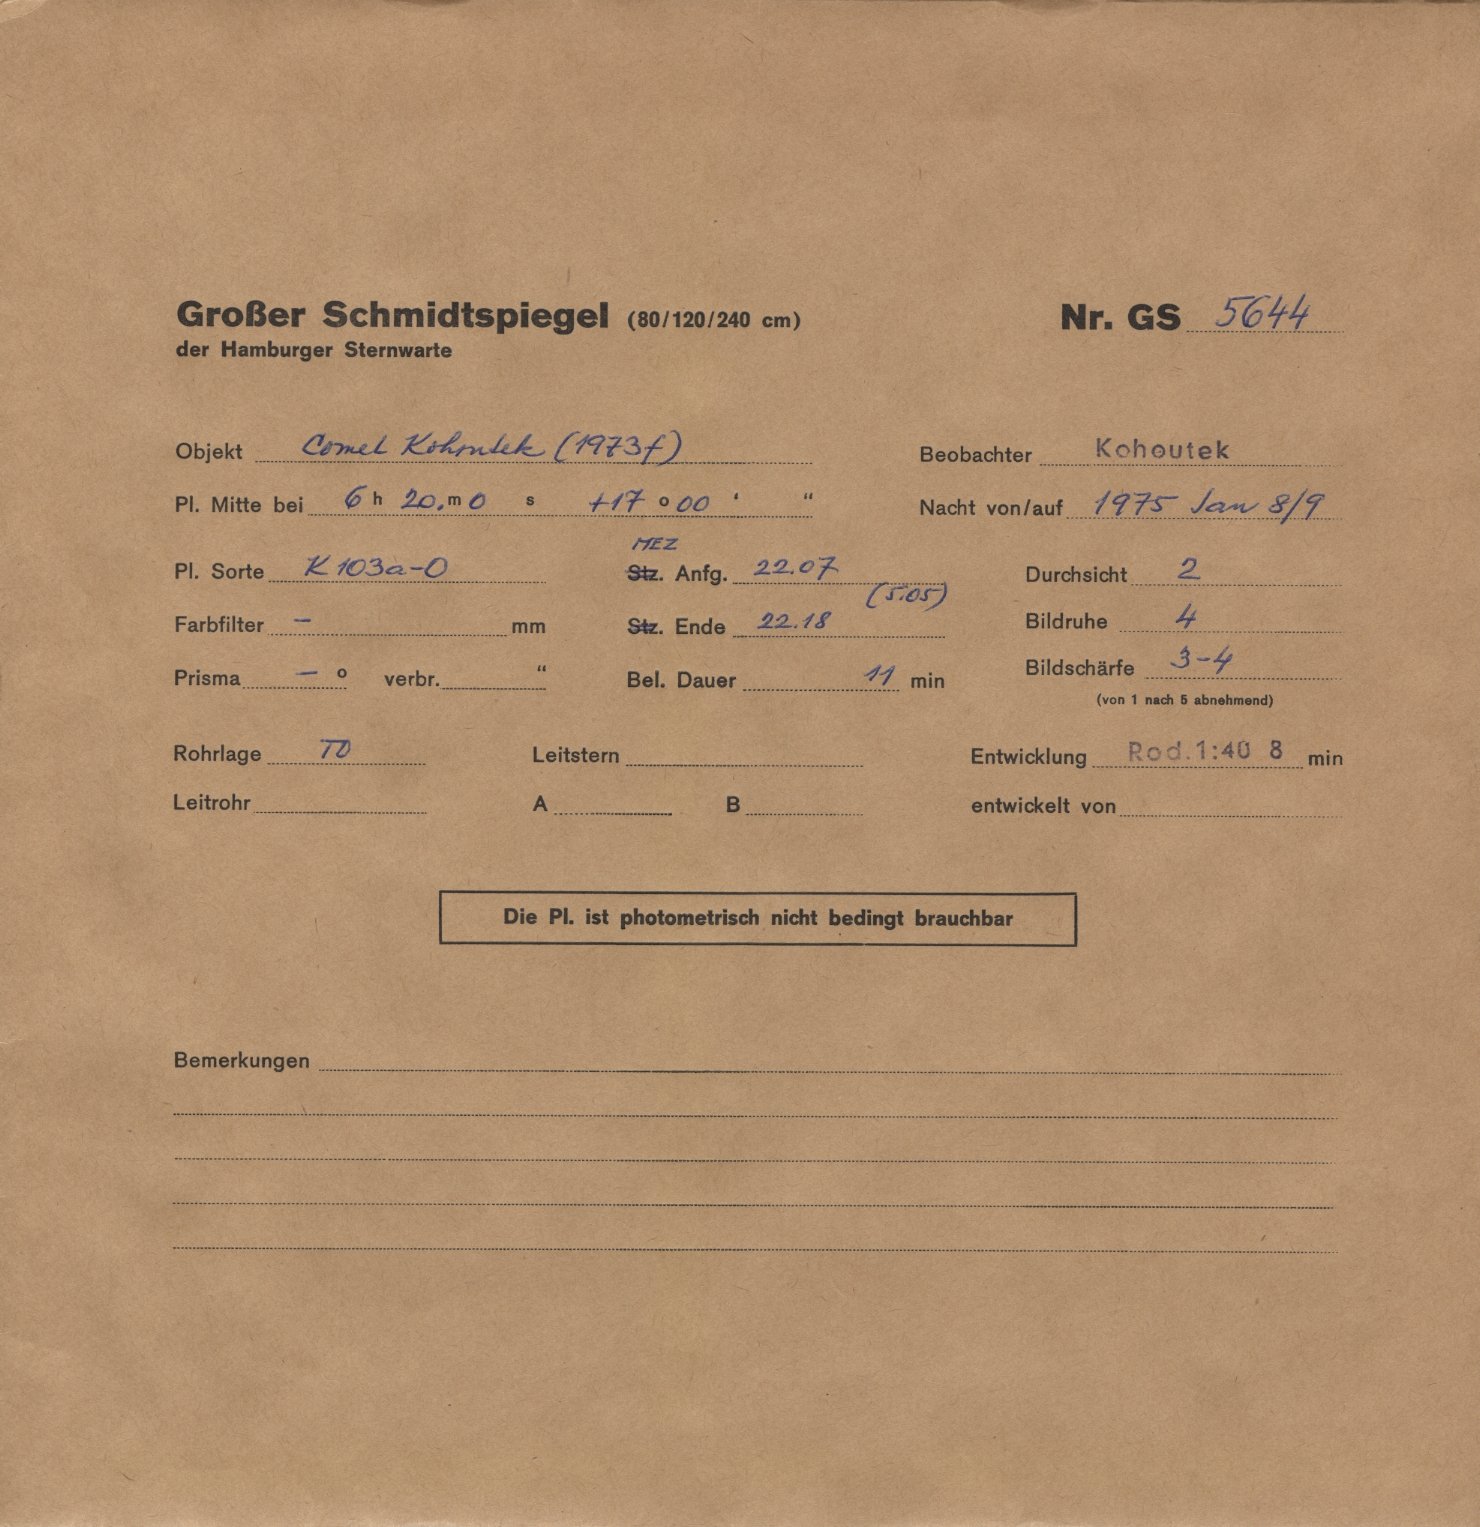 Großer Schmidtspiegel (80/120/240 cm) Nr. GS 5644
der Hamburger Sternwarte
Objekt Comet Kohoutek (1973f) Beobachter Kohoutek
Pl. Mitte bei 6 h 20. m 0 s +17 o 00 ' “ Nacht von/auf 1975 Jan 8/9
MEZ
Pl. Sorte K 103a-O Stz. Anfg. 22.07 Durchsicht 2
(5.05)
Farbfilter – mm Stz. Ende 22.18 Bildruhe 4
Prisma – o verbr. “ Bel. Dauer 11 min Bildschärfe 3-4
(von 1 nach 5 abnehmend)
Rohrlage TO Leitstern Entwicklung Rod. 1:40 8 min
Leitrohr A B entwickelt von
Die Pl. ist photometrisch nicht bedingt brauchbar
Bemerkungen